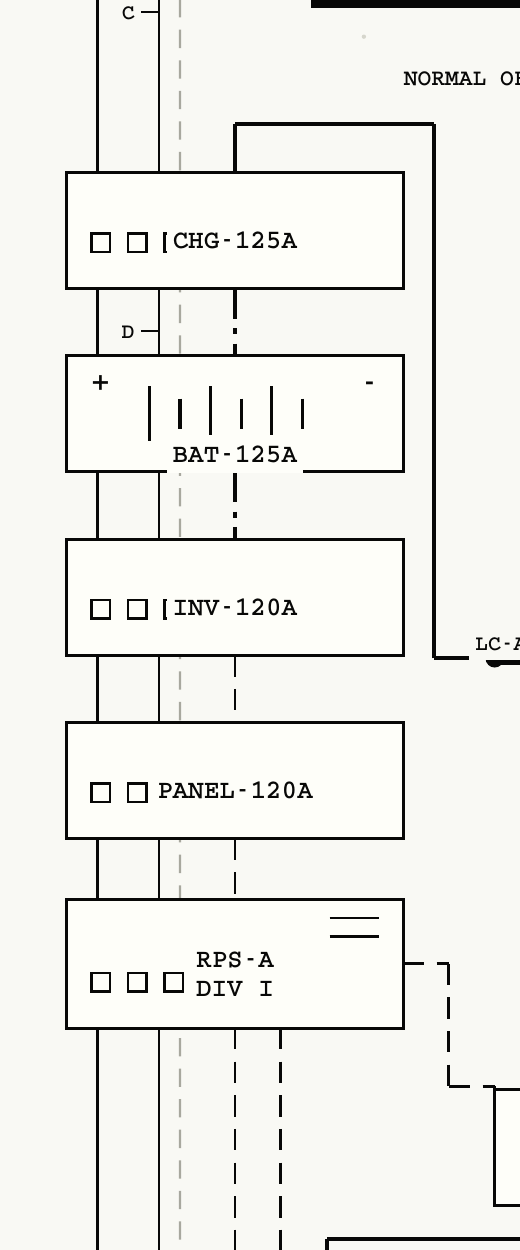 C
NORMAL
CHG-125A
D
+ -
BAT-125A
INV-120A
LC-A
PANEL-120A
RPS-A
DIV I